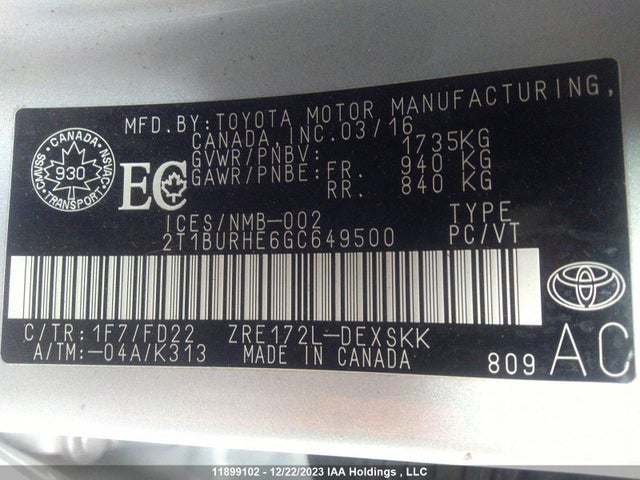 MFD.BY:TOYOTA MOTOR MANUFACTURING,
CANADA,INC.03/16
GVWR/PNBV: 1735KG
GAWR/PNBE:FR. 940 KG
RR. 840 KG
CANADA
CMVSS NSVAC
930
TRANSPORT
EC
ICES/NMB-002 TYPE
2T1BURHE6GC649500 PC/VT
C/TR:1F7/FD22 ZRE172L-DEXSKK
A/TM:-04A/K313 MADE IN CANADA
809 AC
11899102 - 12/22/2023 IAA Holdings , LLC